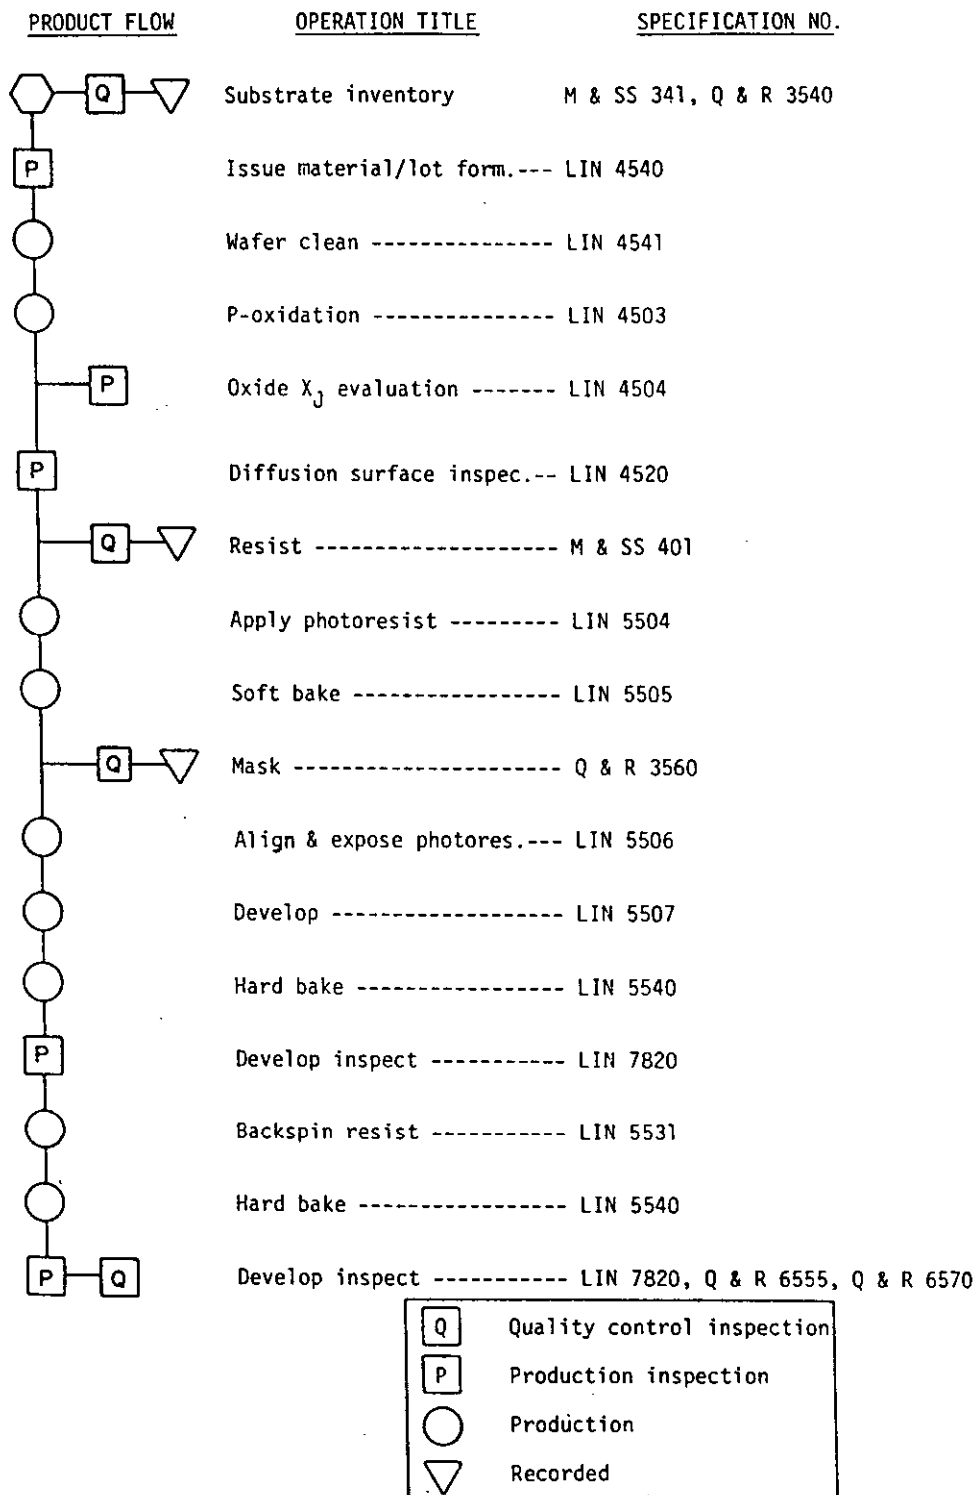 PRODUCT FLOW OPERATION TITLE SPECIFICATION NO.
Q Substrate inventory M & SS 341, Q & R 3540
P Issue material/lot form.--- LIN 4540
Wafer clean --------------- LIN 4541
P-oxidation --------------- LIN 4503
P Oxide XJ evaluation ------- LIN 4504
P Diffusion surface inspec.-- LIN 4520
Q Resist -------------------- M & SS 401
Apply photoresist --------- LIN 5504
Soft bake ----------------- LIN 5505
Q Mask ---------------------- Q & R 3560
Align & expose photores.--- LIN 5506
Develop ------------------- LIN 5507
Hard bake ----------------- LIN 5540
P Develop inspect ----------- LIN 7820
Backspin resist ----------- LIN 5531
Hard bake ----------------- LIN 5540
P Q Develop inspect ----------- LIN 7820, Q & R 6555, Q & R 6570
Q Quality control inspection
P Production inspection
Production
Recorded